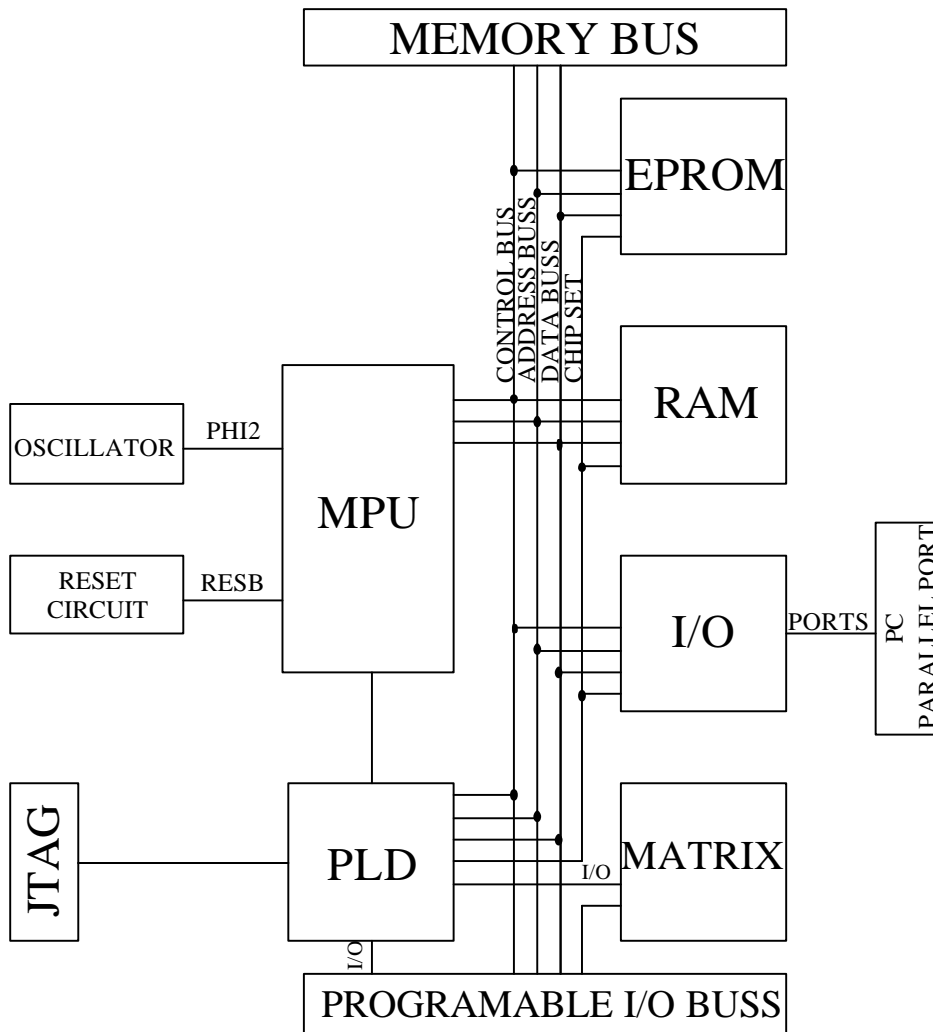 MEMORY BUS
EPROM
CONTROL BUS
ADDRESS BUSS
DATA BUSS
CHIP SET
RAM
OSCILLATOR
PHI2
MPU
RESET
CIRCUIT
RESB
I/O
PORTS
PC
PARALLEL PORT
JTAG
PLD
I/O
MATRIX
I/O
PROGRAMABLE I/O BUSS